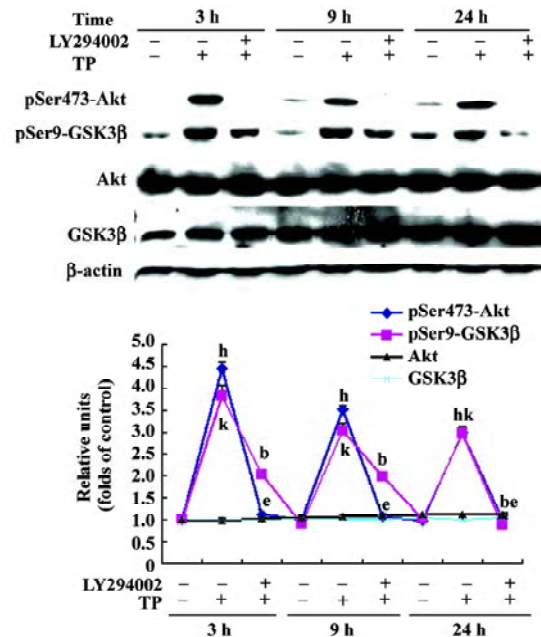 Time 3 h 9 h 24 h
LY294002 − − + − − + − − +
TP − + + − + + − + +
pSer473-Akt
pSer9-GSK3β
Akt
GSK3β
β-actin
pSer473-Akt
pSer9-GSK3β
Akt
GSK3β
Relative units
(folds of control)
5.0
4.5
4.0
3.5
3.0
2.5
2.0
1.5
1.0
0.5
0
h
k
b
e
h
k
b
e
hk
be
LY294002 − − + − − + − − +
TP − + + − + + − + +
3 h 9 h 24 h